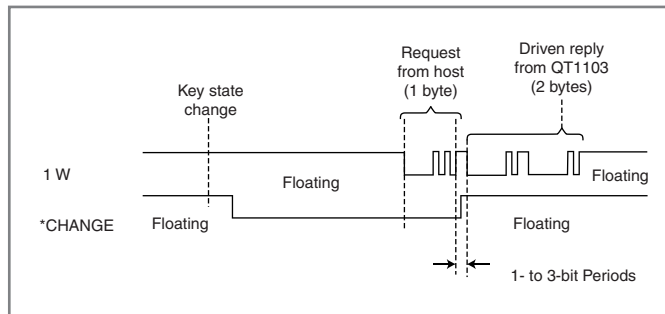 Request
from host
(1 byte)
Driven reply
from QT1103
(2 bytes)
Key state
change
1 W
Floating
Floating
*CHANGE
Floating
Floating
1- to 3-bit Periods